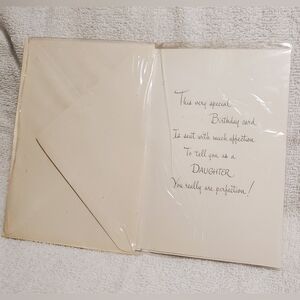 This very special
Birthday card
Is sent with much affection
To tell you as a
DAUGHTER
You really are perfection!